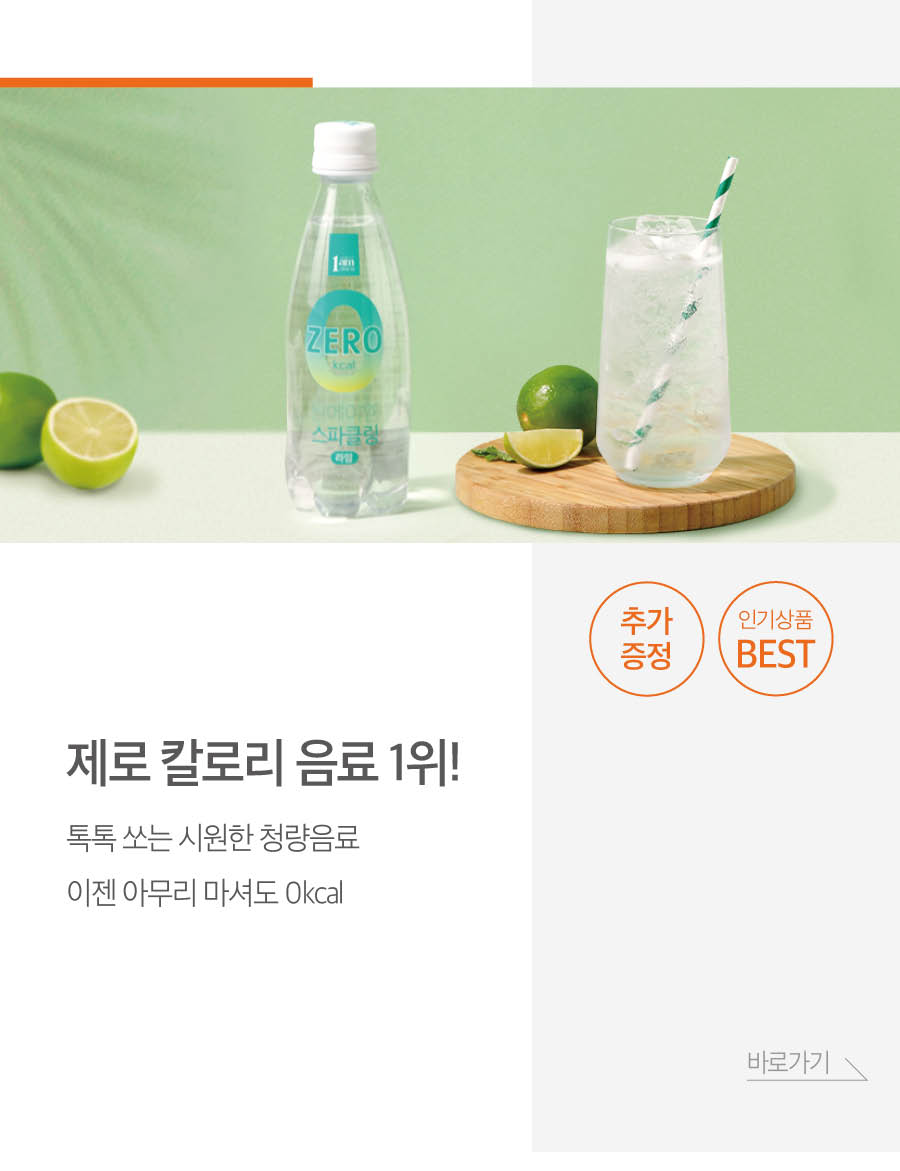 1am
ZERO
kcal
스파클링
라임
추가
증정
인기상품
BEST
제로 칼로리 음료 1위!
톡톡 쏘는 시원한 청량음료
이젠 아무리 마셔도 0kcal
바로가기